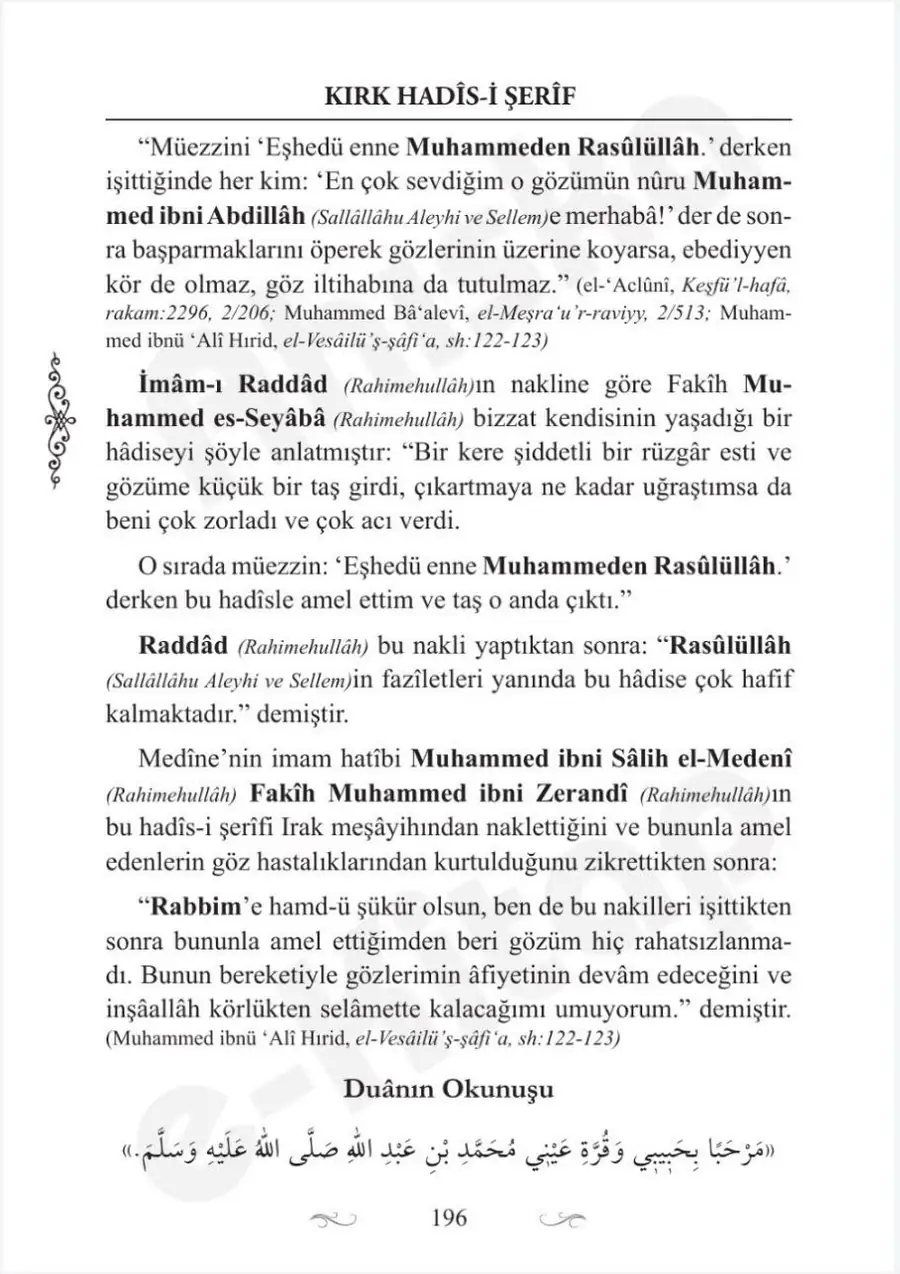 KIRK HADÎS-İ ŞERÎF
“Müezzini ‘Eşhedü enne Muhammeden Rasûlüllâh.’ derken
işittiğinde her kim: ‘En çok sevdiğim o gözümün nûru Muham-
med ibni Abdillâh (Sallâllâhu Aleyhi ve Sellem)e merhabâ!’ der de son-
ra başparmaklarını öperek gözlerinin üzerine koyarsa, ebediyyen
kör de olmaz, göz iltihabına da tutulmaz.” (el-‘Aclûnî, Keşfü’l-hafâ,
rakam:2296, 2/206; Muhammed Bâ‘alevî, el-Meşra‘u’r-raviyy, 2/513; Muham-
med ibnü ‘Alî Hırid, el-Vesâilü’ş-şâfi‘a, sh:122-123)
İmâm-ı Raddâd (Rahimehullâh)ın nakline göre Fakîh Mu-
hammed es-Seyâbâ (Rahimehullâh) bizzat kendisinin yaşadığı bir
hâdiseyi şöyle anlatmıştır: “Bir kere şiddetli bir rüzgâr esti ve
gözüme küçük bir taş girdi, çıkartmaya ne kadar uğraştımsa da
beni çok zorladı ve çok acı verdi.
O sırada müezzin: ‘Eşhedü enne Muhammeden Rasûlüllâh.’
derken bu hadîsle amel ettim ve taş o anda çıktı.”
Raddâd (Rahimehullâh) bu nakli yaptıktan sonra: “Rasûlüllâh
(Sallâllâhu Aleyhi ve Sellem)in fazîletleri yanında bu hâdise çok hafif
kalmaktadır.” demiştir.
Medîne’nin imam hatîbi Muhammed ibni Sâlih el-Medenî
(Rahimehullâh) Fakîh Muhammed ibni Zerandî (Rahimehullâh)ın
bu hadîs-i şerîfi Irak meşâyihından naklettiğini ve bununla amel
edenlerin göz hastalıklarından kurtulduğunu zikrettikten sonra:
“Rabbim’e hamd-ü şükür olsun, ben de bu nakilleri işittikten
sonra bununla amel ettiğimden beri gözüm hiç rahatsızlanma-
dı. Bunun bereketiyle gözlerimin âfiyetinin devâm edeceğini ve
inşâallâh körlükten selâmette kalacağımı umuyorum.” demiştir.
(Muhammed ibnü ‘Alî Hırid, el-Vesâilü’ş-şâfi‘a, sh:122-123)
Duânın Okunuşu
«مَرْحَبًا بِحَبِيبِي وَقُرَّةِ عَيْنِي مُحَمَّدِ بْنِ عَبْدِ اللهِ صَلَّى اللهُ عَلَيْهِ وَسَلَّمَ.»
196